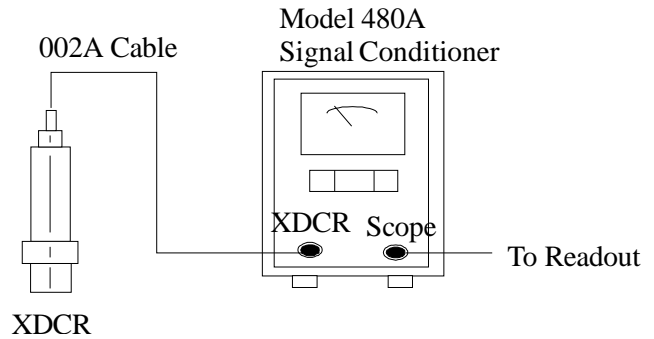 Model 480A
Signal Conditioner
002A Cable
XDCR
Scope
To Readout
XDCR